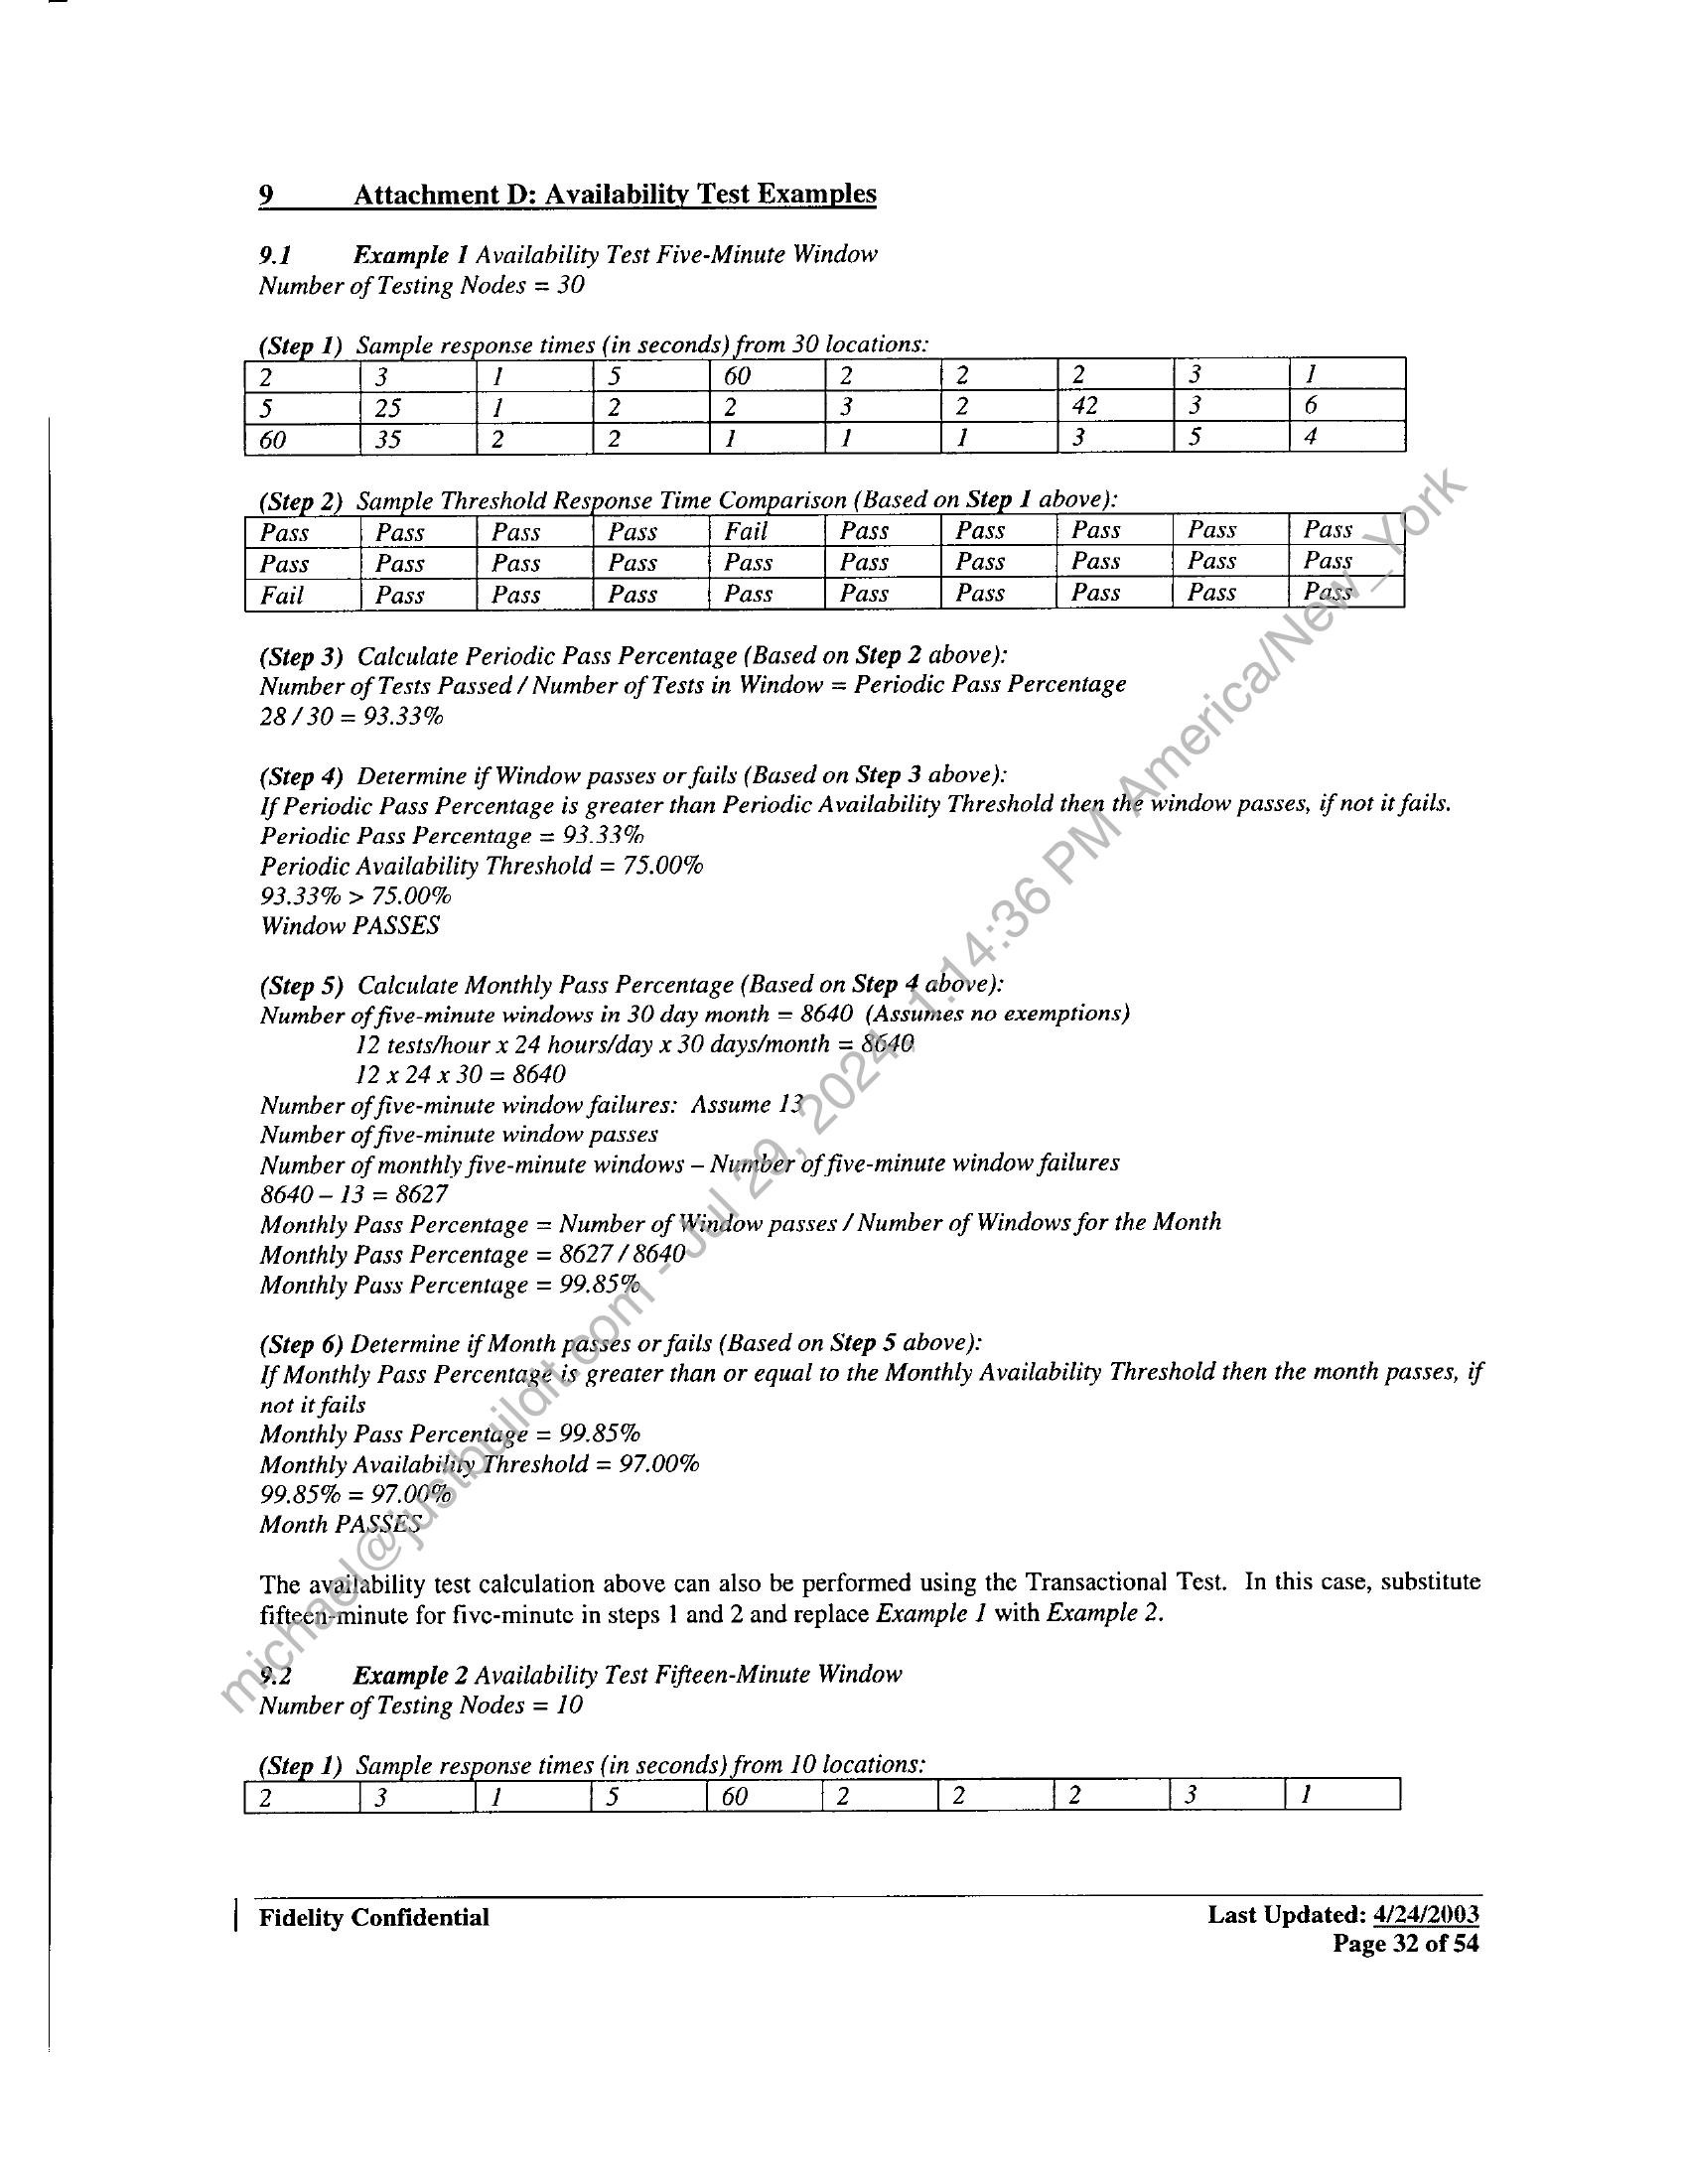 9 Attachment D: Availability Test Examples
9.1 Example 1 Availability Test Five-Minute Window
Number of Testing Nodes = 30
(Step 1) Sample response times (in seconds) from 30 locations:
2 3 1 5 60 2 2 2 3 1
5 25 1 2 2 3 2 42 3 6
60 35 2 2 1 1 1 3 5 4
(Step 2) Sample Threshold Response Time Comparison (Based on Step 1 above):
Pass Pass Pass Pass Fail Pass Pass Pass Pass Pass
Pass Pass Pass Pass Pass Pass Pass Pass Pass Pass
Fail Pass Pass Pass Pass Pass Pass Pass Pass Pass
(Step 3) Calculate Periodic Pass Percentage (Based on Step 2 above):
Number of Tests Passed / Number of Tests in Window = Periodic Pass Percentage
28 / 30 = 93.33%
(Step 4) Determine if Window passes or fails (Based on Step 3 above):
If Periodic Pass Percentage is greater than Periodic Availability Threshold then the window passes, if not it fails.
Periodic Pass Percentage = 93.33%
Periodic Availability Threshold = 75.00%
93.33% > 75.00%
Window PASSES
(Step 5) Calculate Monthly Pass Percentage (Based on Step 4 above):
Number of five-minute windows in 30 day month = 8640 (Assumes no exemptions)
12 tests/hour x 24 hours/day x 30 days/month = 8640
12 x 24 x 30 = 8640
Number of five-minute window failures: Assume 13
Number of five-minute window passes
Number of monthly five-minute windows – Number of five-minute window failures
8640 – 13 = 8627
Monthly Pass Percentage = Number of Window passes / Number of Windows for the Month
Monthly Pass Percentage = 8627 / 8640
Monthly Pass Percentage = 99.85%
(Step 6) Determine if Month passes or fails (Based on Step 5 above):
If Monthly Pass Percentage is greater than or equal to the Monthly Availability Threshold then the month passes, if
not it fails
Monthly Pass Percentage = 99.85%
Monthly Availability Threshold = 97.00%
99.85% = 97.00%
Month PASSES
The availability test calculation above can also be performed using the Transactional Test. In this case, substitute
fifteen-minute for five-minute in steps 1 and 2 and replace Example 1 with Example 2.
9.2 Example 2 Availability Test Fifteen-Minute Window
Number of Testing Nodes = 10
(Step 1) Sample response times (in seconds) from 10 locations:
2 3 1 5 60 2 2 2 3 1
Fidelity Confidential Last Updated: 4/24/2003
Page 32 of 54
michael@justbuildit.com - Jul 29, 2024, 1:14:36 PM America/New_York